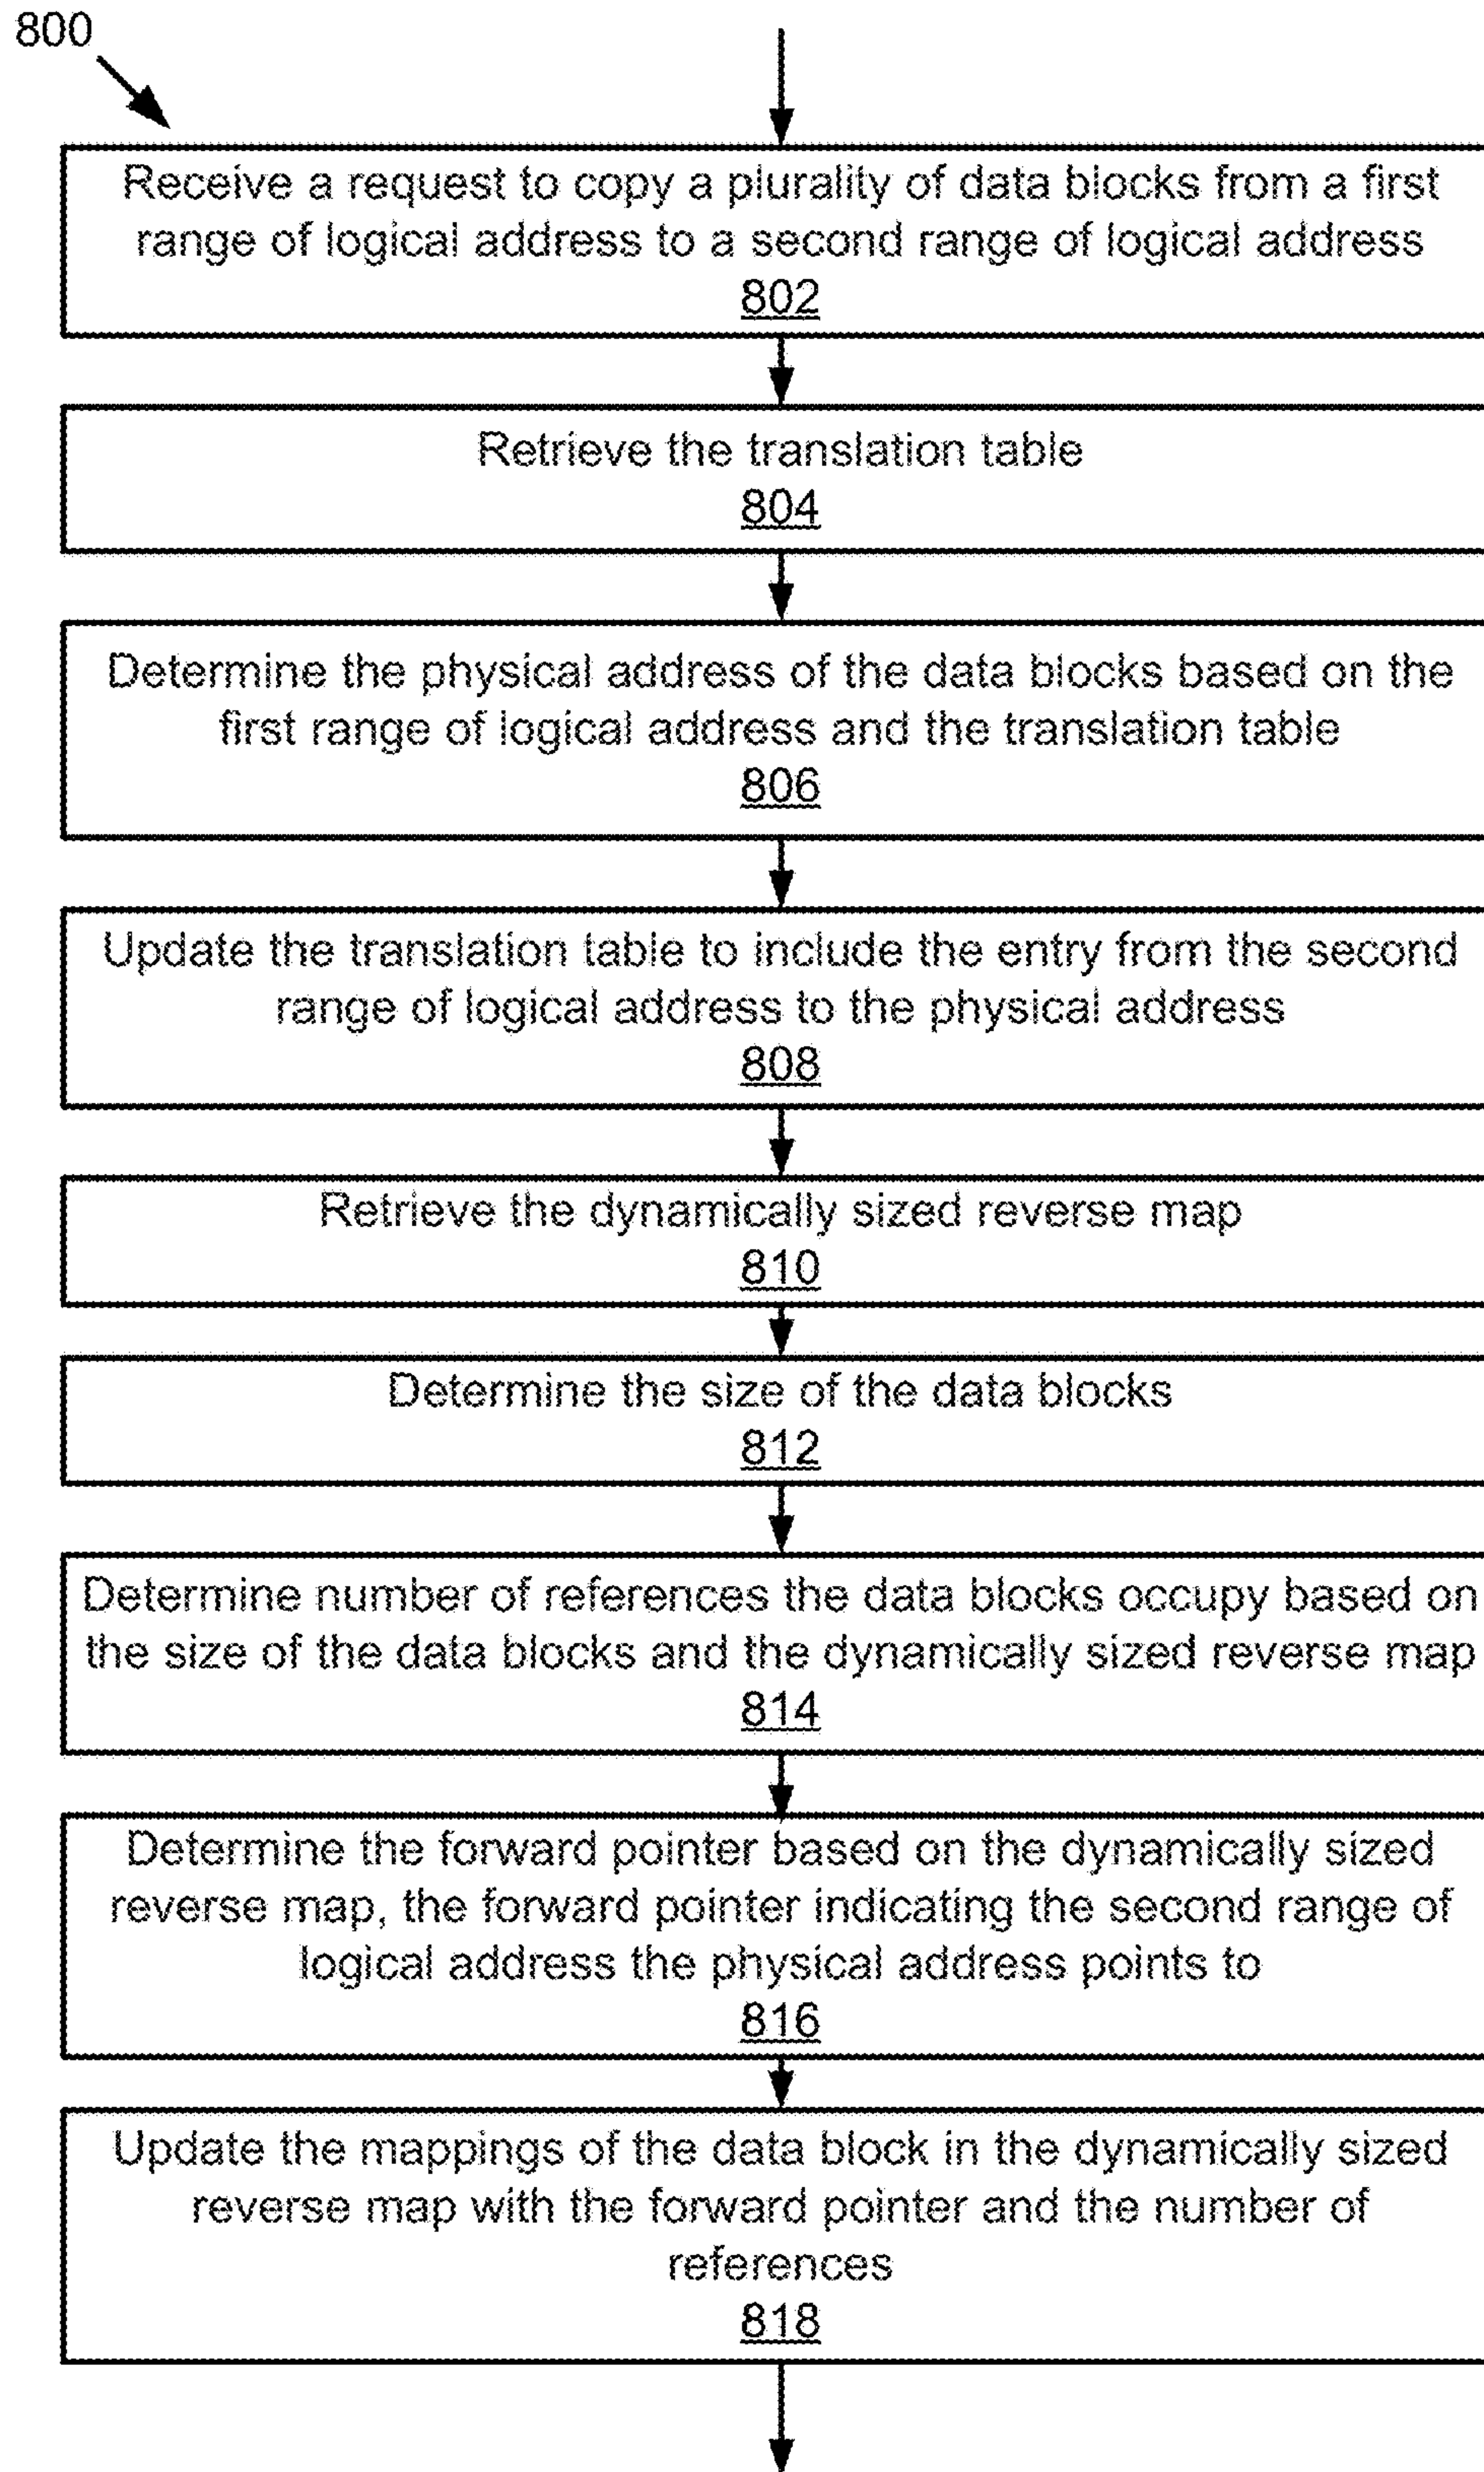 800
Receive a request to copy a plurality of data blocks from a first
range of logical address to a second range of logical address
802
Retrieve the translation table
804
Determine the physical address of the data blocks based on the
first range of logical address and the translation table
806
Update the translation table to include the entry from the second
range of logical address to the physical address
808
Retrieve the dynamically sized reverse map
810
Determine the size of the data blocks
812
Determine number of references the data blocks occupy based on
the size of the data blocks and the dynamically sized reverse map
814
Determine the forward pointer based on the dynamically sized
reverse map, the forward pointer indicating the second range of
logical address the physical address points to
816
Update the mappings of the data block in the dynamically sized
reverse map with the forward pointer and the number of
references
818